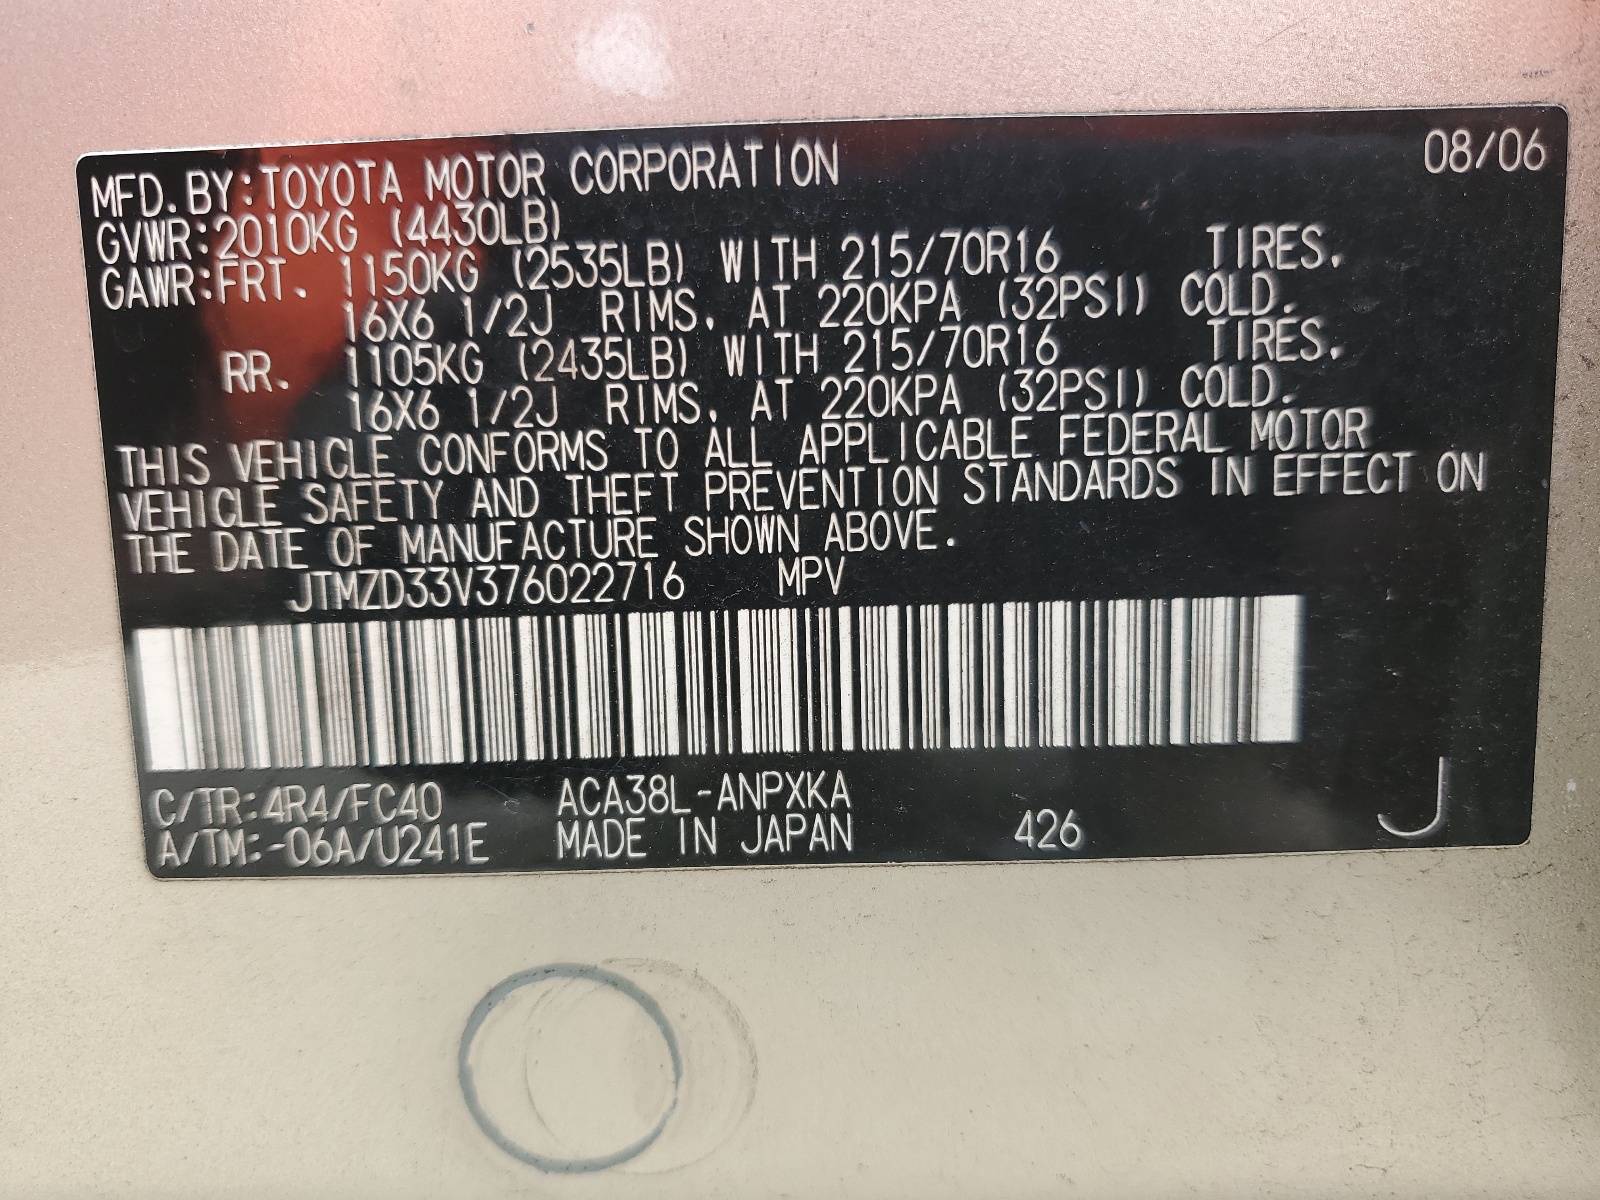 08/06
MFD. BY: TOYOTA MOTOR CORPORATION
GVWR: 2010KG (4430LB)
GAWR: FRT. 1150KG (2535LB) WITH 215/70R16 TIRES,
16X6 1/2J RIMS, AT 220KPA (32PSI) COLD.
RR. 1105KG (2435LB) WITH 215/70R16 TIRES,
16X6 1/2J RIMS, AT 220KPA (32PSI) COLD.
THIS VEHICLE CONFORMS TO ALL APPLICABLE FEDERAL MOTOR
VEHICLE SAFETY AND THEFT PREVENTION STANDARDS IN EFFECT ON
THE DATE OF MANUFACTURE SHOWN ABOVE.
JTMZD33V376022716 MPV
C/TR: 4R4/FC40 ACA38L-ANPXKA
A/TM: -06A/U241E MADE IN JAPAN 426 J